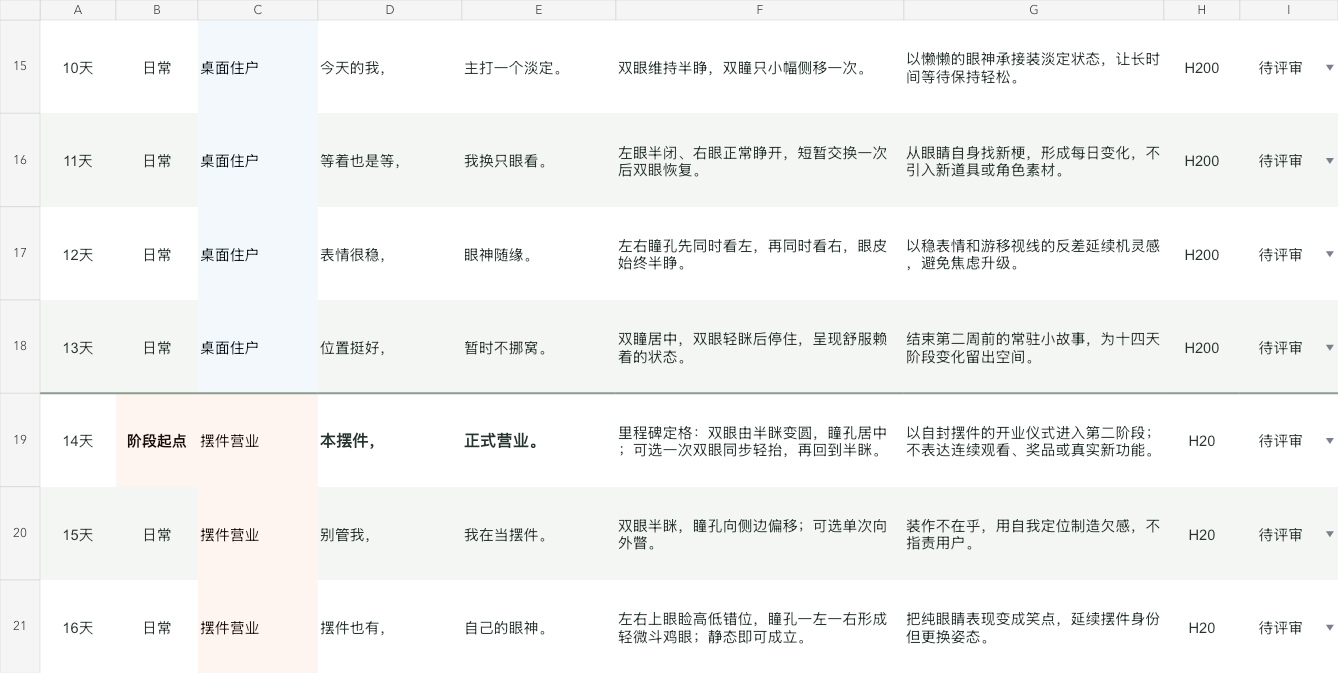 A B C D E F G H I
15 10天 日常 桌面住户 今天的我， 主打一个淡定。 双眼维持半睁，双瞳只小幅侧移一次。 以懒懒的眼神承接装淡定状态，让长时
间等待保持轻松。 H200 待评审
16 11天 日常 桌面住户 等着也是等， 我换只眼看。 左眼半闭、右眼正常睁开，短暂交换一次
后双眼恢复。 从眼睛自身找新梗，形成每日变化，不
引入新道具或角色素材。 H200 待评审
17 12天 日常 桌面住户 表情很稳， 眼神随缘。 左右瞳孔先同时看左，再同时看右，眼皮
始终半睁。 以稳表情和游移视线的反差延续机灵感
，避免焦虑升级。 H200 待评审
18 13天 日常 桌面住户 位置挺好， 暂时不挪窝。 双瞳居中，双眼轻眯后停住，呈现舒服赖
着的状态。 结束第二周前的常驻小故事，为十四天
阶段变化留出空间。 H200 待评审
19 14天 阶段起点 摆件营业 本摆件， 正式营业。 里程碑定格：双眼由半眯变圆，瞳孔居中
；可选一次双眼同步轻抬，再回到半眯。 以自封摆件的开业仪式进入第二阶段；
不表达连续观看、奖品或真实新功能。 H20 待评审
20 15天 日常 摆件营业 别管我， 我在当摆件。 双眼半眯，瞳孔向侧边偏移；可选单次向
外瞥。 装作不在乎，用自我定位制造欠感，不
指责用户。 H20 待评审
21 16天 日常 摆件营业 摆件也有， 自己的眼神。 左右上眼睑高低错位，瞳孔一左一右形成
轻微斗鸡眼；静态即可成立。 把纯眼睛表现变成笑点，延续摆件身份
但更换姿态。 H20 待评审